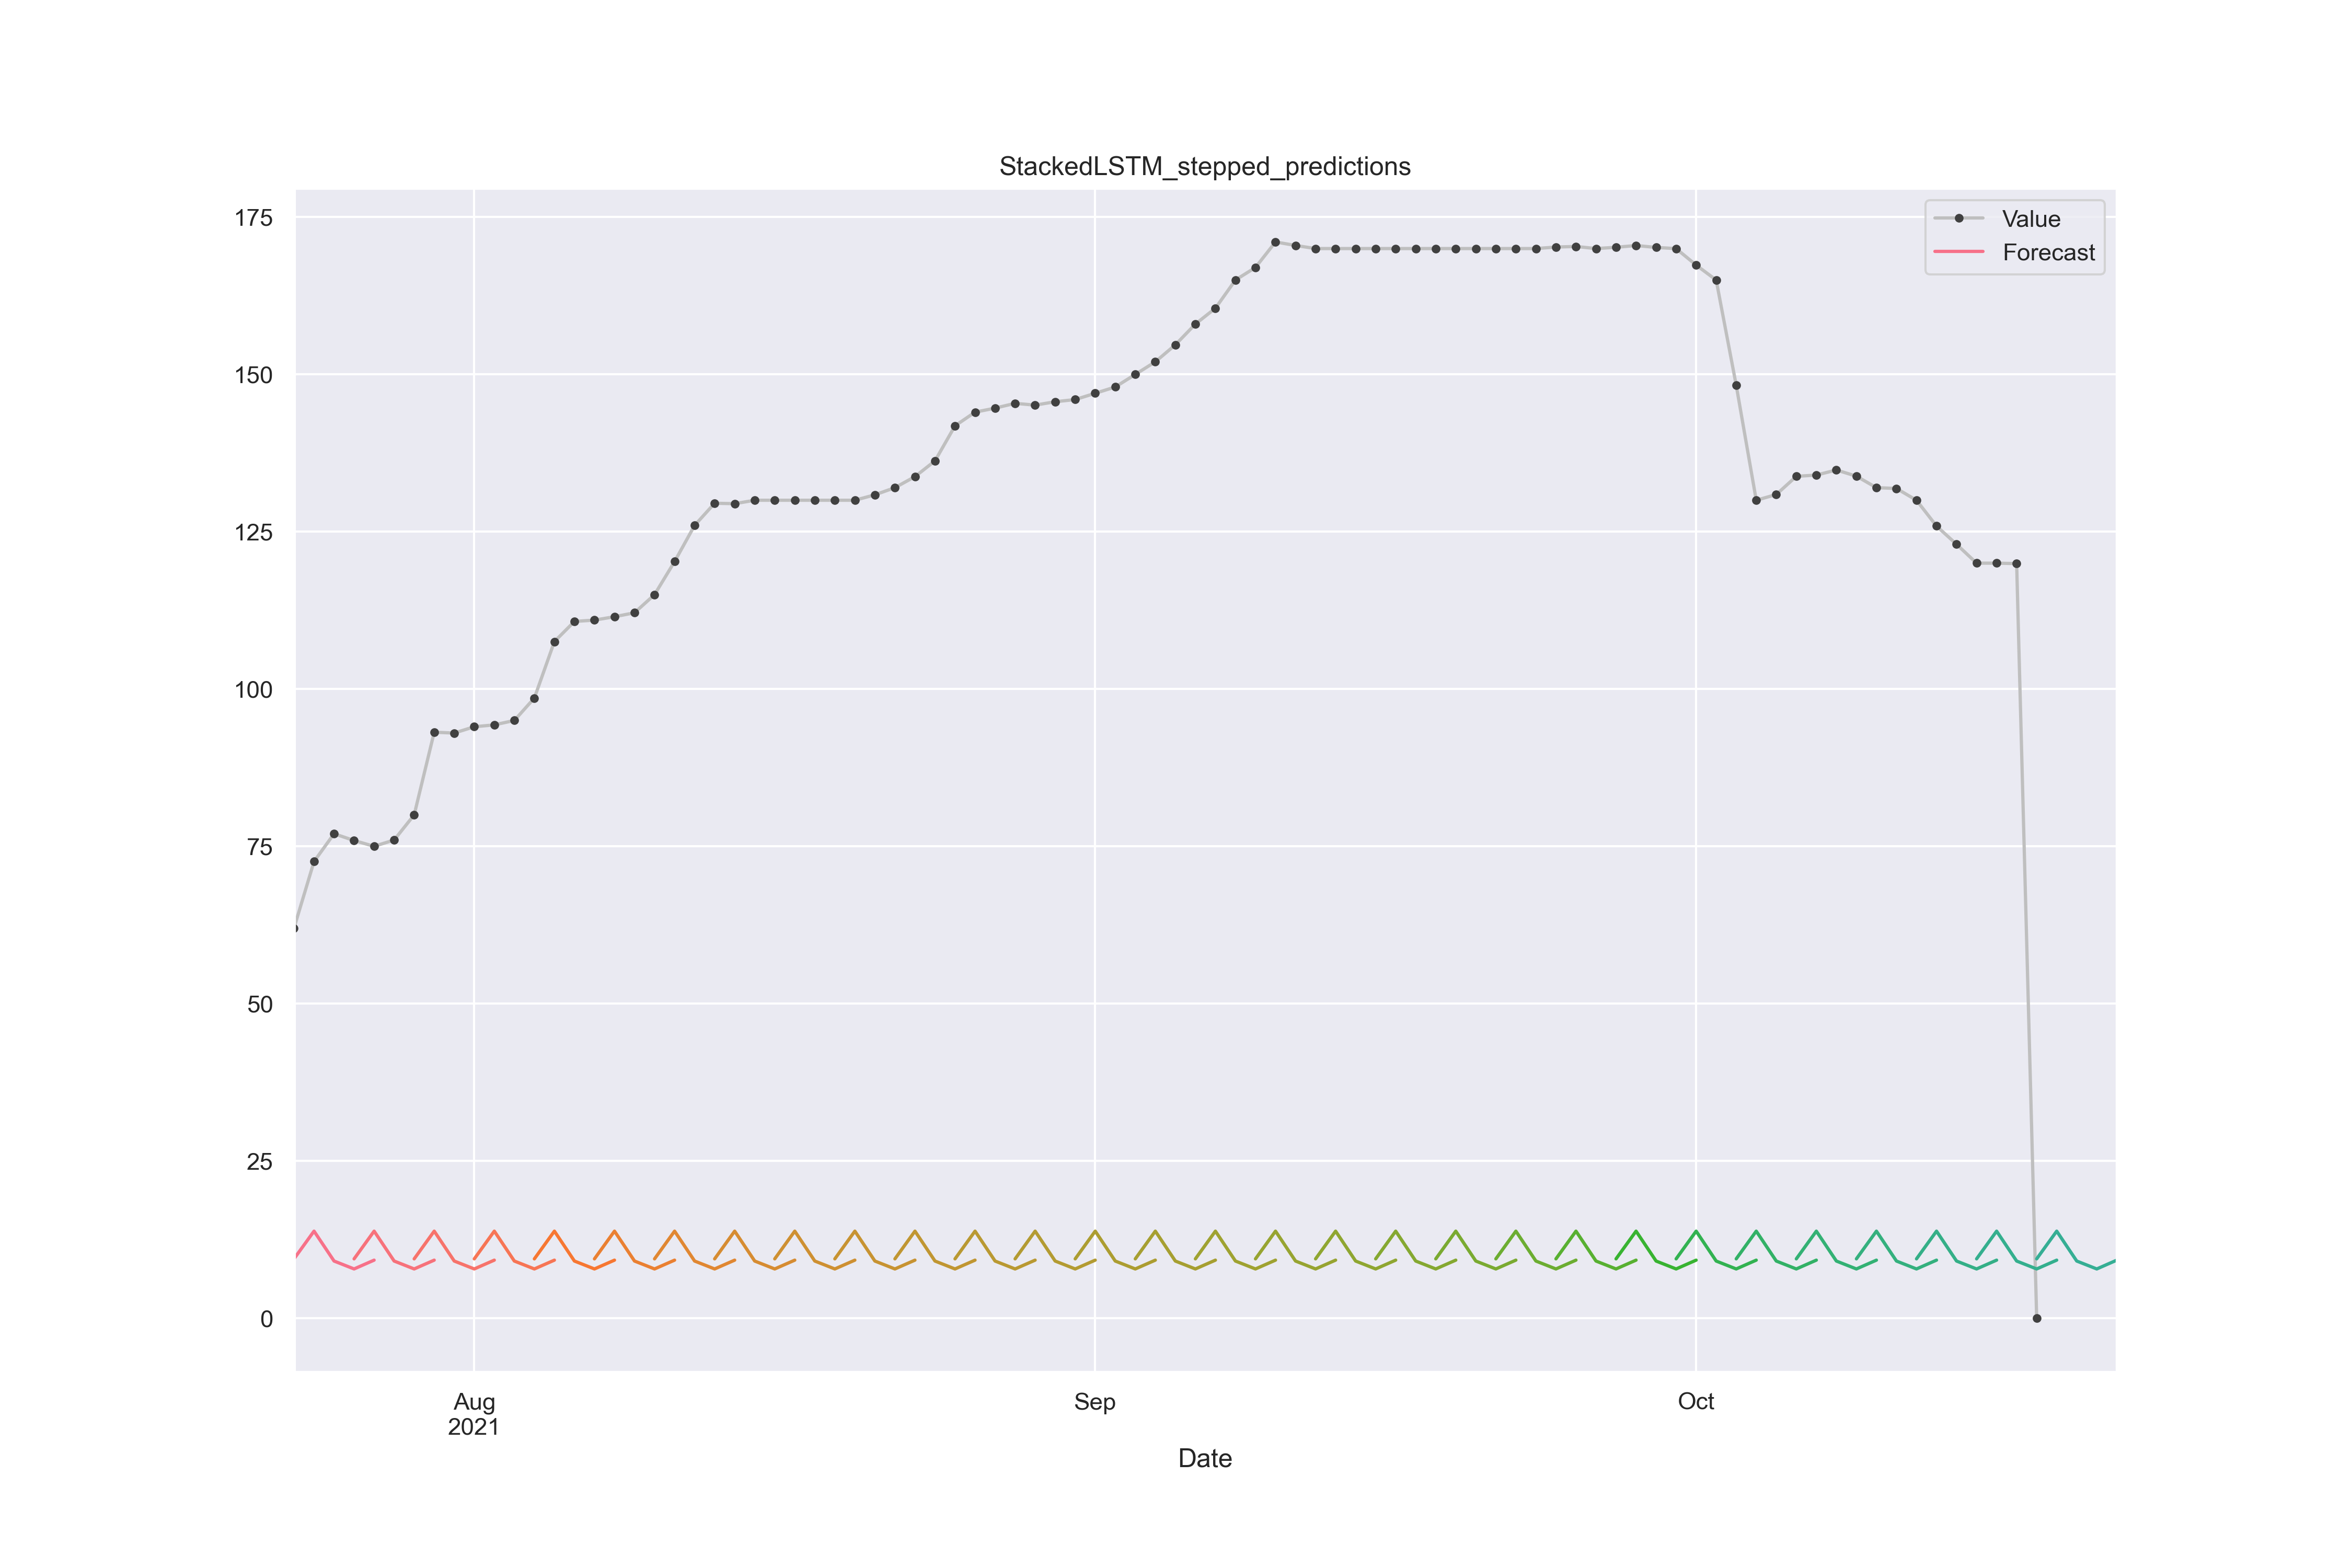 StackedLSTM_stepped_predictions
175
150
125
100
75
50
25
0
Value
Forecast
Aug
2021
Sep
Oct
Date